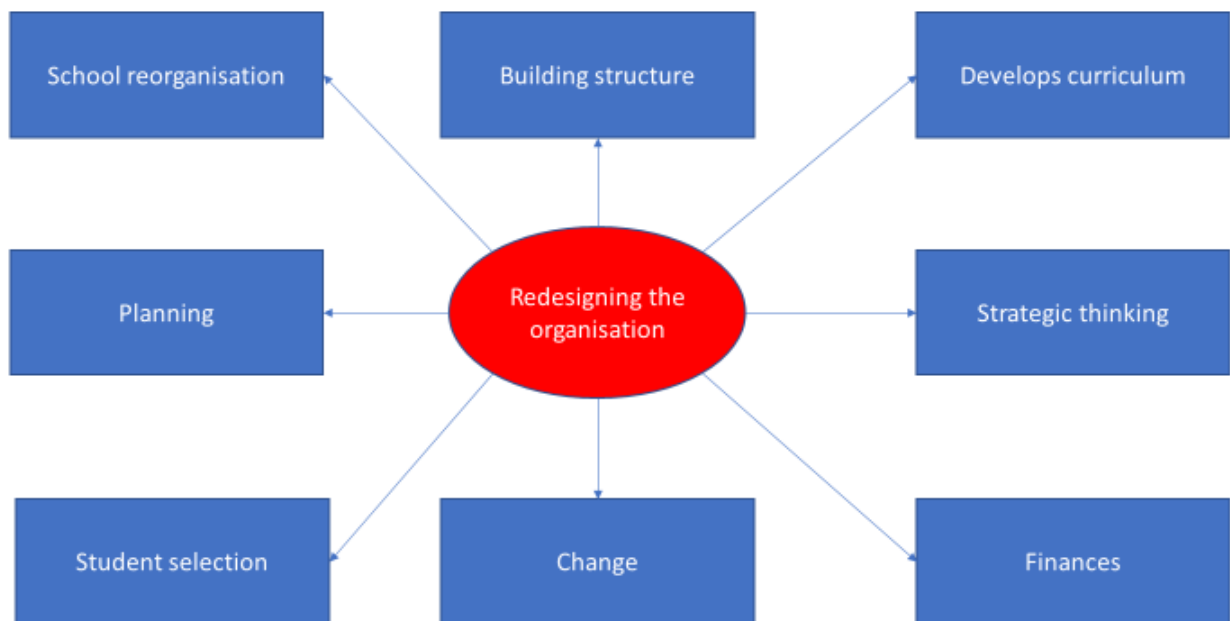 School reorganisation
Building structure
Develops curriculum
Planning
Redesigning the
organisation
Strategic thinking
Student selection
Change
Finances